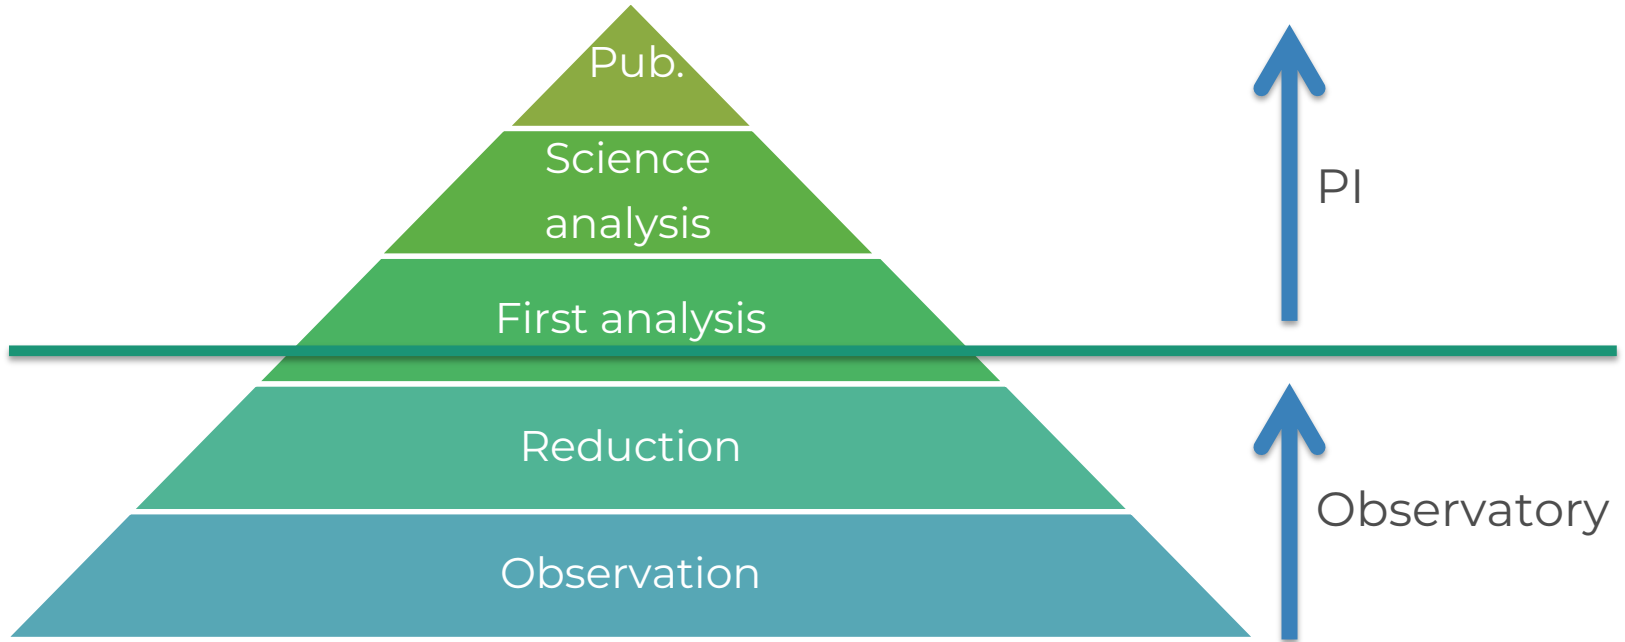 Pub.
Science
analysis
PI
First analysis
Reduction
Observatory
Observation